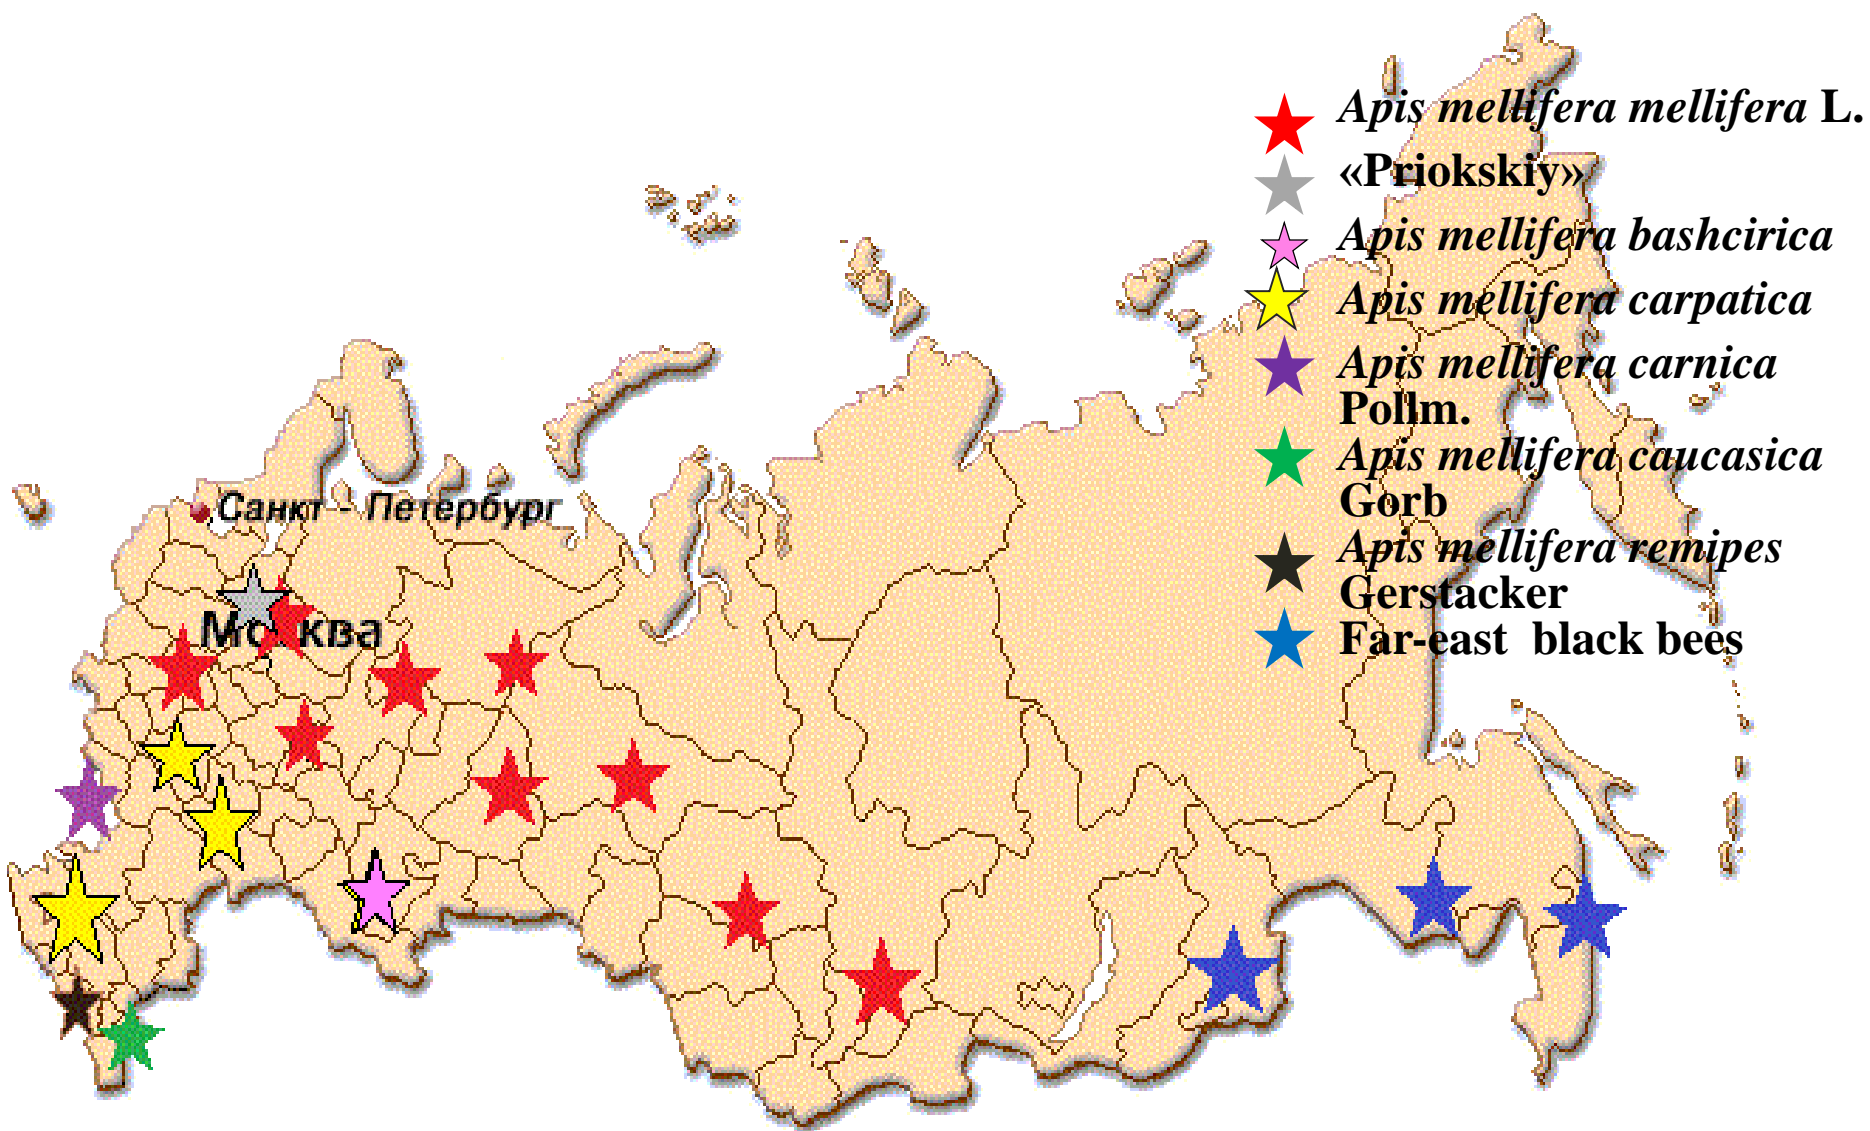 Apis mellifera mellifera L.
«Priokskiy»
Apis mellifera bashcirica
Apis mellifera carpatica
Apis mellifera carnica
Pollm.
Apis mellifera caucasica
Gorb
Apis mellifera remipes
Gerstacker
Far-east black bees
Санкт - Петербург
Москва